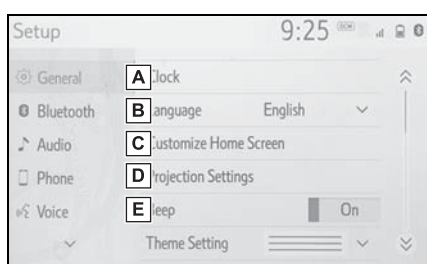 Setup 9:25 DCM
General
A Clock
Bluetooth
B Language English
Audio
C Customize Home Screen
Phone
D Projection Settings
Voice
E Beep On
Theme Setting